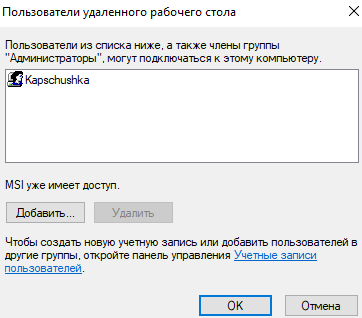 Пользователи удаленного рабочего стола
Пользователи из списка ниже, а также члены группы
"Администраторы", могут подключаться к этому компьютеру.
Kapschushka
MSI уже имеет доступ.
Добавить...
Удалить
Чтобы создать новую учетную запись или добавить пользователей в
другие группы, откройте панель управления Учетные записи
пользователей.
OK
Отмена